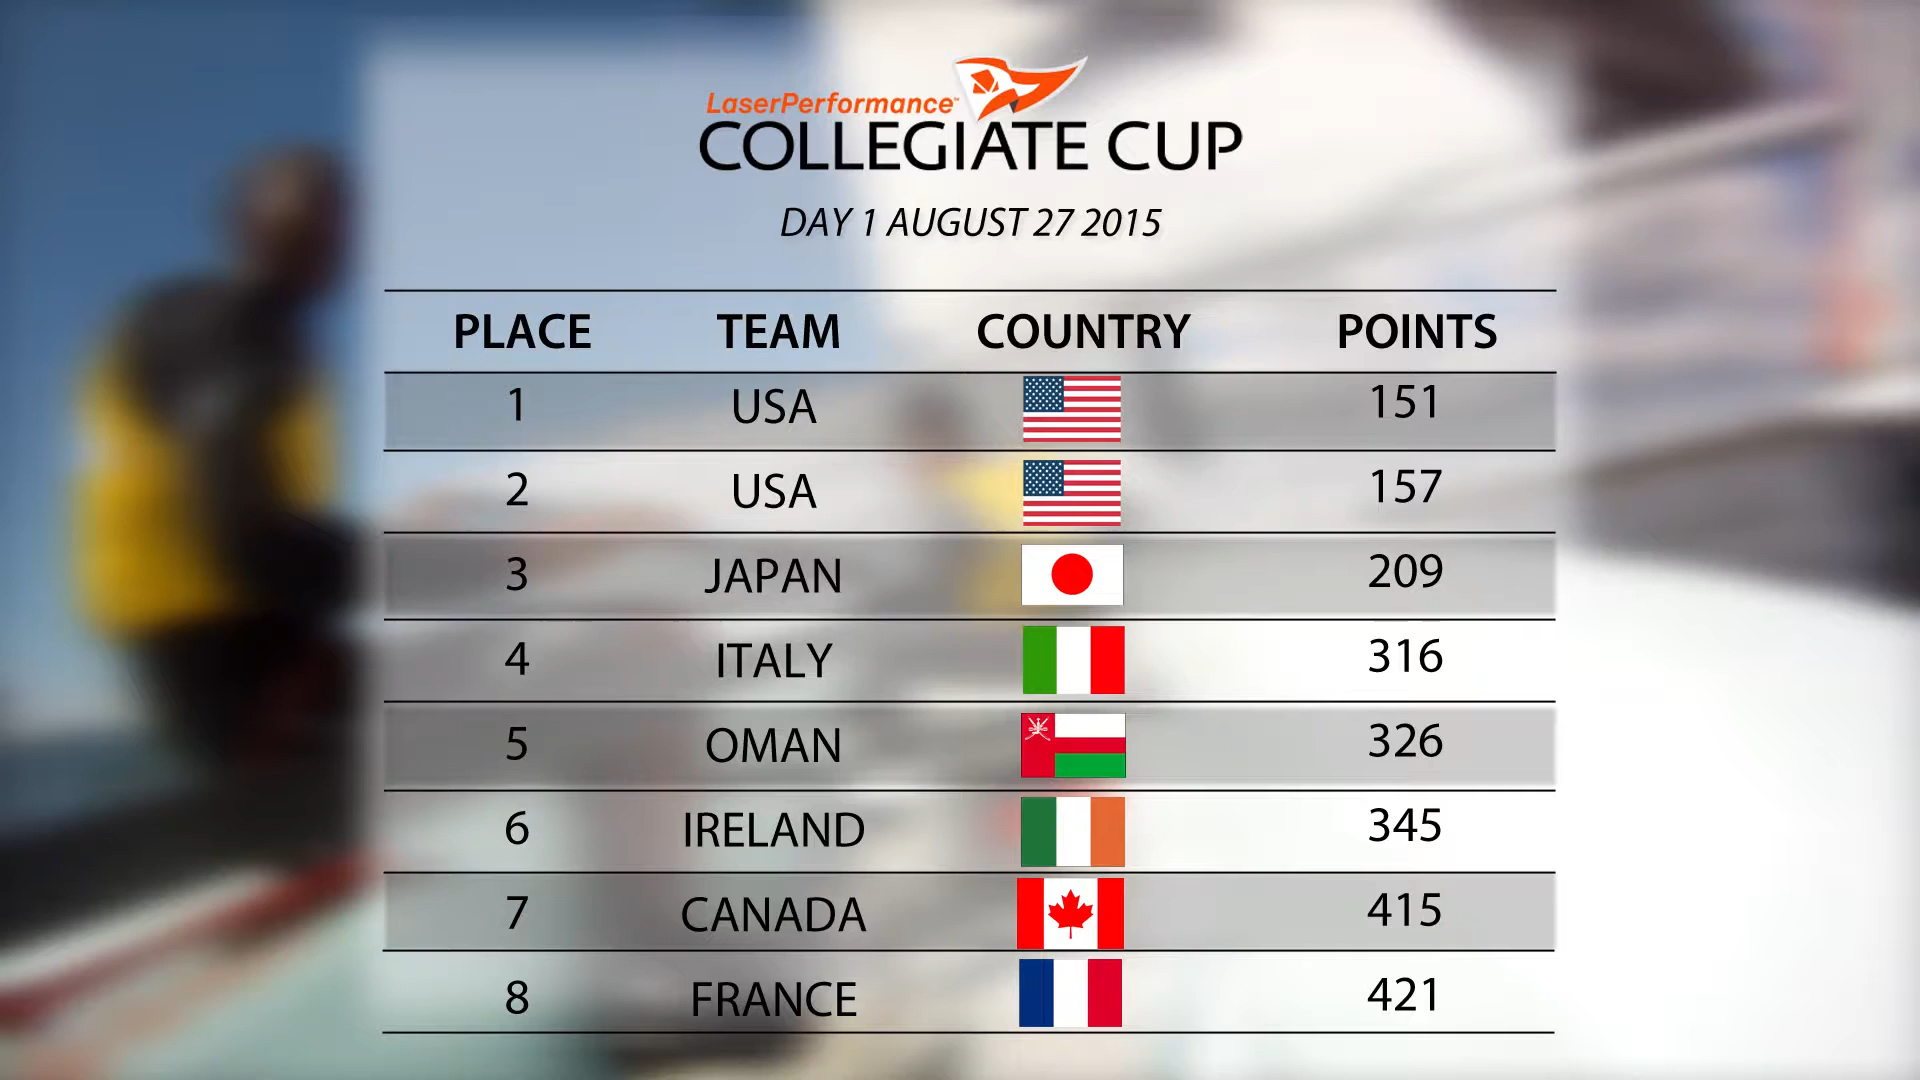 LaserPerformance™
COLLEGIATE CUP
DAY 1 AUGUST 27 2015
PLACE TEAM COUNTRY POINTS
1 USA 151
2 USA 157
3 JAPAN 209
4 ITALY 316
5 OMAN 326
6 IRELAND 345
7 CANADA 415
8 FRANCE 421